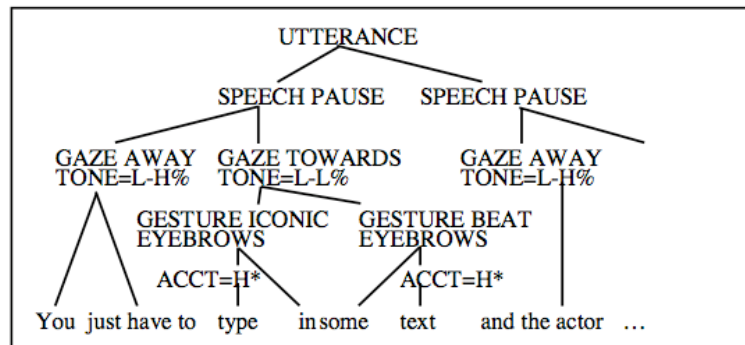 UTTERANCE
SPEECH PAUSE SPEECH PAUSE
GAZE AWAY GAZE TOWARDS GAZE AWAY
TONE=L-H% TONE=L-L% TONE=L-H%
GESTURE ICONIC GESTURE BEAT
EYEBROWS EYEBROWS
ACCT=H* ACCT=H*
You just have to type in some text and the actor ...